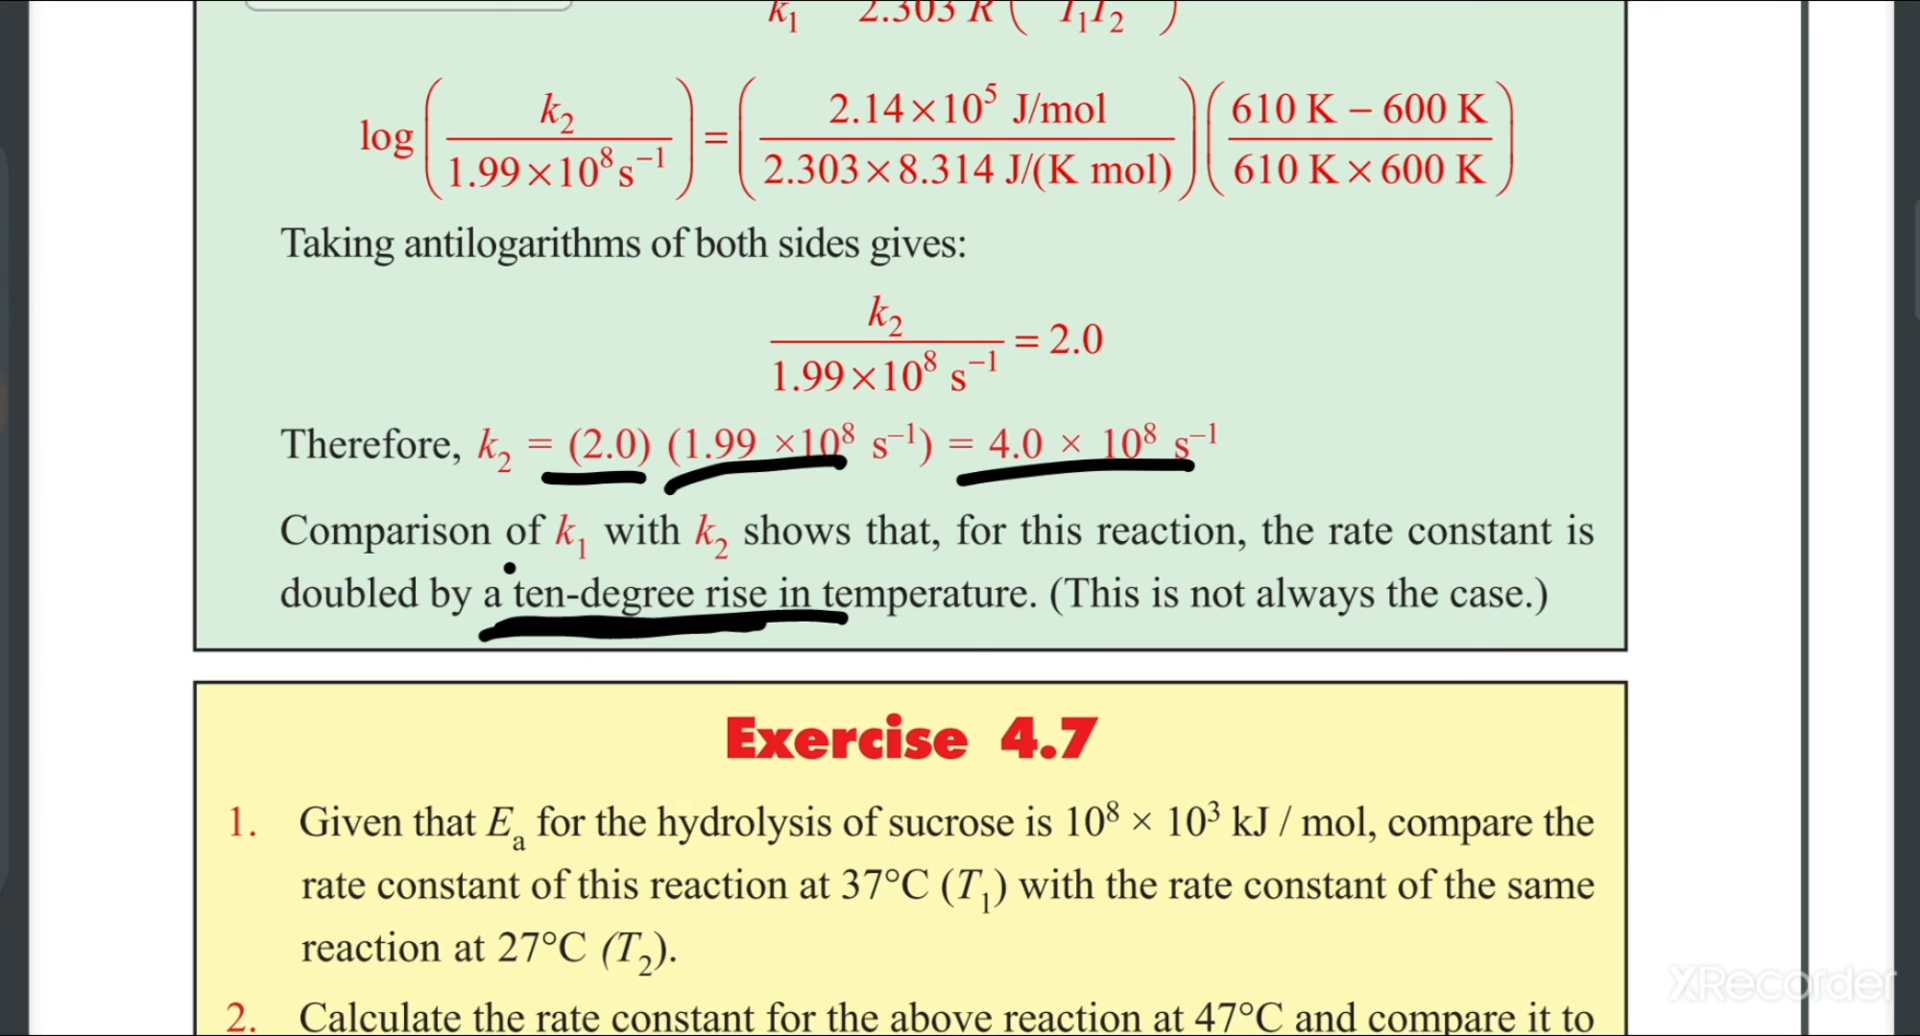 k₁ 2.303 R ( T₁T₂ )
log( k₂ / 1.99×10⁸s⁻¹ ) = ( 2.14×10⁵ J/mol / 2.303×8.314 J/(K mol) ) ( 610 K – 600 K / 610 K×600 K )
Taking antilogarithms of both sides gives:
k₂ / 1.99×10⁸ s⁻¹ = 2.0
Therefore, k₂ = (2.0) (1.99 ×10⁸ s⁻¹) = 4.0 × 10⁸ s⁻¹
Comparison of k₁ with k₂ shows that, for this reaction, the rate constant is
doubled by a ten-degree rise in temperature. (This is not always the case.)
Exercise 4.7
1. Given that Eₐ for the hydrolysis of sucrose is 10⁸ × 10³ kJ / mol, compare the
rate constant of this reaction at 37°C (T₁) with the rate constant of the same
reaction at 27°C (T₂).
2. Calculate the rate constant for the above reaction at 47°C and compare it to
XRecorder